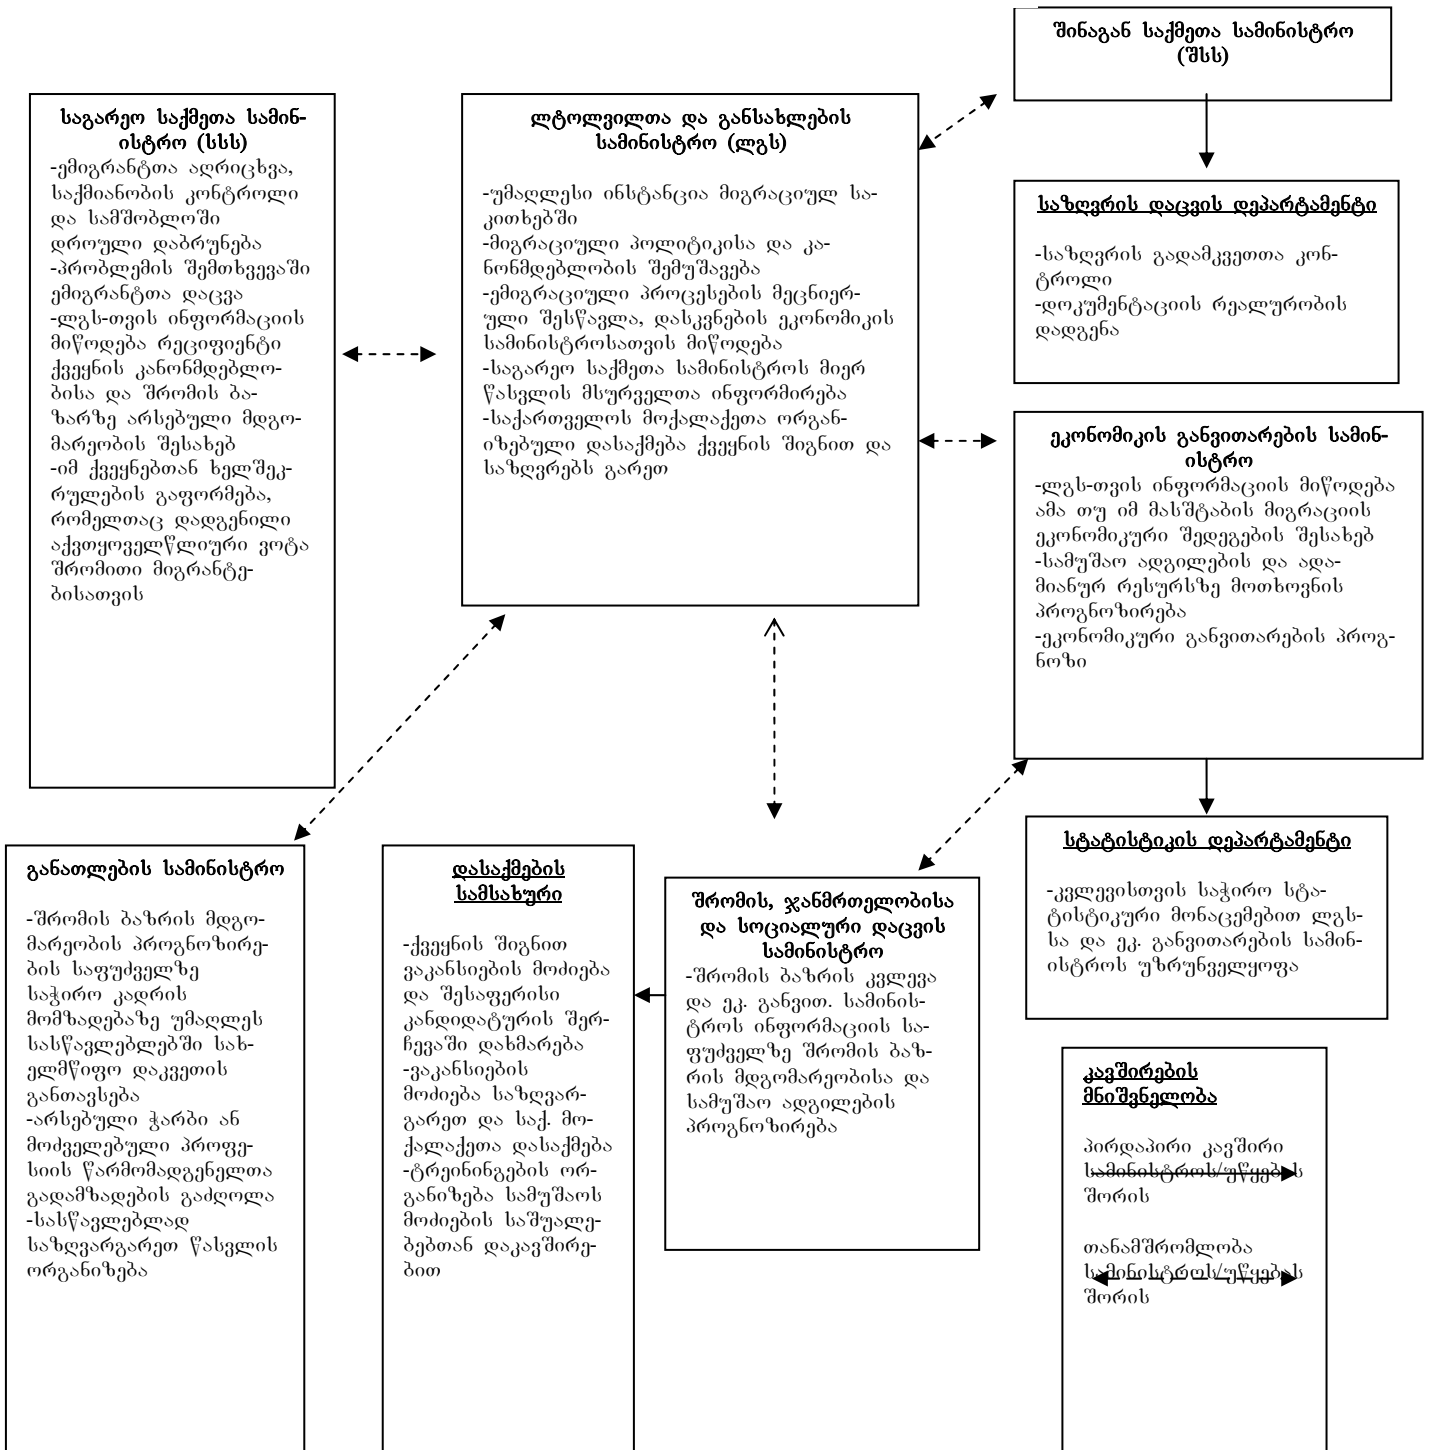 შინაგან საქმეთა სამინისტრო
(შსს)
საგარეო საქმეთა სამინ-
ისტრო (სსს)
-ემიგრანტთა აღრიცხვა,
საქმიანობის კონტროლი
და სამშობლოში
დროული დაბრუნება
-პრობლემის შემთხვევაში
ემიგრანტთა დაცვა
-ლგს-თვის ინფორმაციის
მიწოდება რეციფიენტი
ქვეყნის კანონმდებლო-
ბისა და შრომის ბა-
ზარზე არსებული მდგო-
მარეობის შესახებ
-იმ ქვეყნებთან ხელშეკ-
რულების გაფორმება,
რომელთაც დადგენილი
აქვთყოველწლიური ვოტა
შრომითი მიგრანტე-
ბისათვის
ლტოლვილთა და განსახლების
სამინისტრო (ლგს)
-უმაღლესი ინსტანცია მიგრაციულ სა-
კითხებში
-მიგრაციული პოლიტიკისა და კა-
ნონმდებლობის შემუშავება
-ემიგრაციული პროცესების მეცნიერ-
ული შესწავლა, დასკვნების ეკონომიკის
სამინისტროსათვის მიწოდება
-საგარეო საქმეთა სამინისტროს მიერ
წასვლის მსურველთა ინფორმირება
-საქართველოს მოქალაქეთა ორგან-
იზებული დასაქმება ქვეყნის შიგნით და
საზღვრებს გარეთ
საზღვრის დაცვის დეპარტამენტი
-საზღვრის გადამკვეთთა კონ-
ტროლი
-დოკუმენტაციის რეალურობის
დადგენა
ეკონომიკის განვითარების სამინ-
ისტრო
-ლგს-თვის ინფორმაციის მიწოდება
ამა თუ იმ მასშტაბის მიგრაციის
ეკონომიკური შედეგების შესახებ
-სამუშაო ადგილების და ადა-
მიანურ რესურსზე მოთხოვნის
პროგნოზირება
-ეკონომიკური განვითარების პროგ-
ნოზი
განათლების სამინისტრო
-შრომის ბაზრის მდგო-
მარეობის პროგნოზირე-
ბის საფუძველზე
საჭირო კადრის
მომზადებაზე უმაღლეს
სასწავლებლებში სახ-
ელმწიფო დაკვეთის
განთავსება
-არსებული ჭარბი ან
მოძველებული პროფე-
სიის წარმომადგენელთა
გადამზადების გაძღოლა
-სასწავლებლად
საზღვარგარეთ წასვლის
ორგანიზება
დასაქმების
სამსახური
-ქვეყნის შიგნით
ვაკანსიების მოძიება
და შესაფერისი
კანდიდატურის შერ-
ჩევაში დახმარება
-ვაკანსიების
მოძიება საზღვარ-
გარეთ და საქ. მო-
ქალაქეთა დასაქმება
-ტრეინინგების ორ-
განიზება სამუშაოს
მოძიების საშუალე-
ბებთან დაკავშირე-
ბით
შრომის, ჯანმრთელობისა
და სოციალური დაცვის
სამინისტრო
-შრომის ბაზრის კვლევა
და ეკ. განვით. სამინის-
ტროს ინფორმაციის სა-
ფუძველზე შრომის ბაზ-
რის მდგომარეობისა და
სამუშაო ადგილების
პროგნოზირება
სტატისტიკის დეპარტამენტი
-კვლევისთვის საჭირო სტა-
ტისტიკური მონაცემებით ლგს-
სა და ეკ. განვითარების სამინ-
ისტროს უზრუნველყოფა
კავშირების
მნიშვნელობა
პირდაპირი კავშირი
სამინისტროს/უწყებას
შორის
თანამშრომლობა
სამინისტროს/უწყებას
შორის